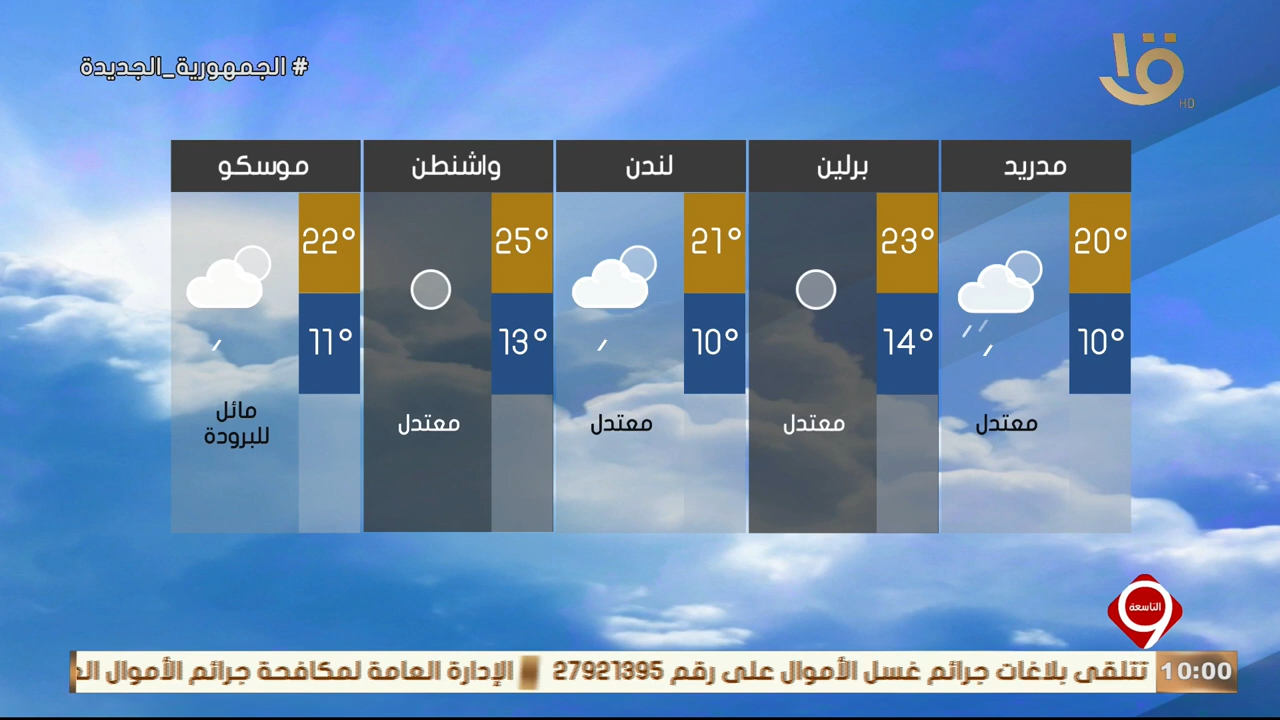 # الجمهورية_الجديدة
HD
مدريد
20°
10°
معتدل
برلين
23°
14°
معتدل
لندن
21°
10°
معتدل
واشنطن
25°
13°
معتدل
موسكو
22°
11°
مائل
للبرودة
التاسعة
9
10:00
تتلقى بلاغات جرائم غسل الأموال على رقم 27921395
الإدارة العامة لمكافحة جرائم الأموال